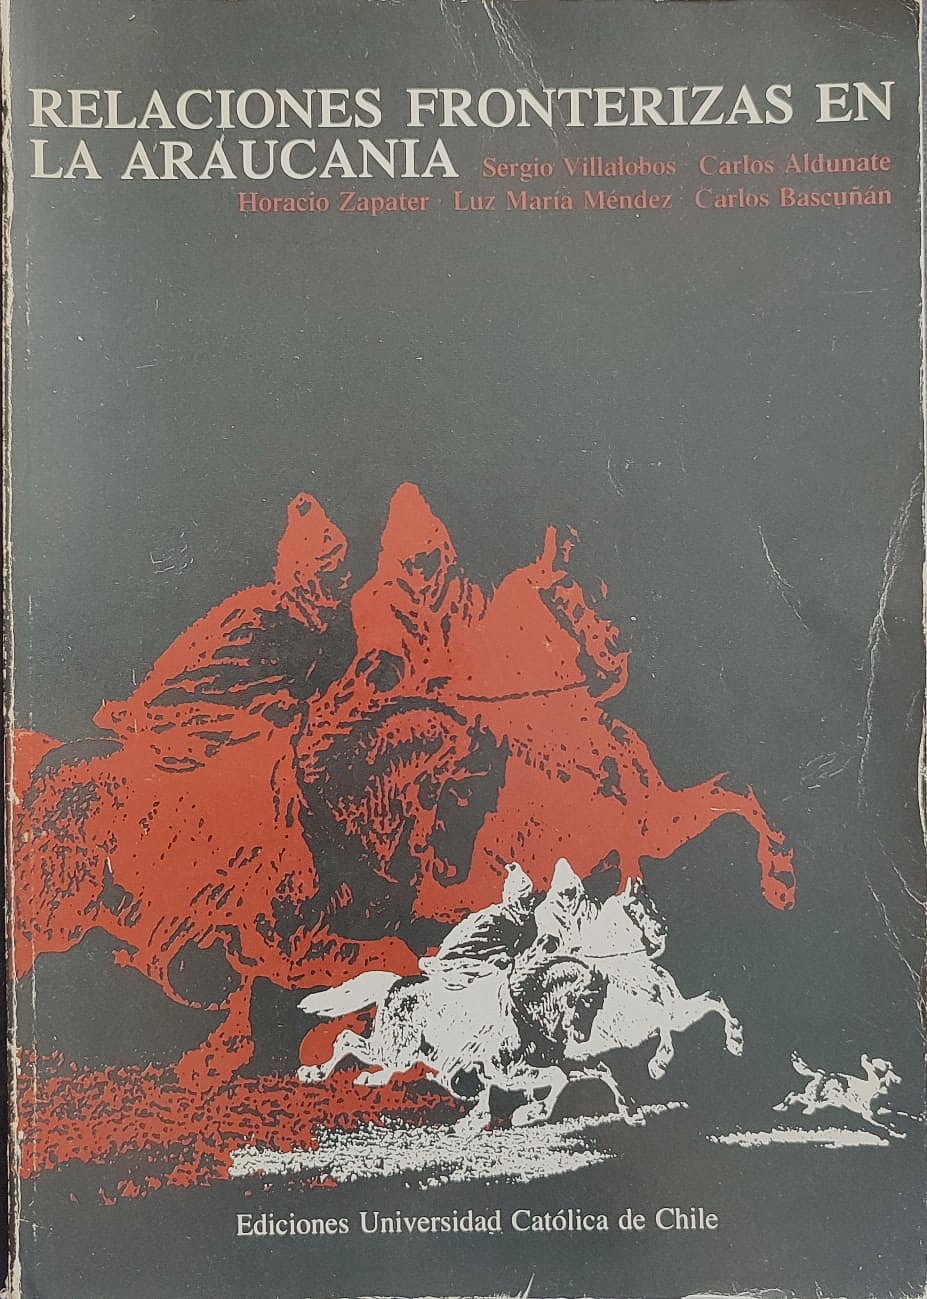 RELACIONES FRONTERIZAS EN
LA ARAUCANIA Sergio Villalobos · Carlos Aldunate
Horacio Zapater · Luz María Méndez · Carlos Bascuñán
Ediciones Universidad Católica de Chile